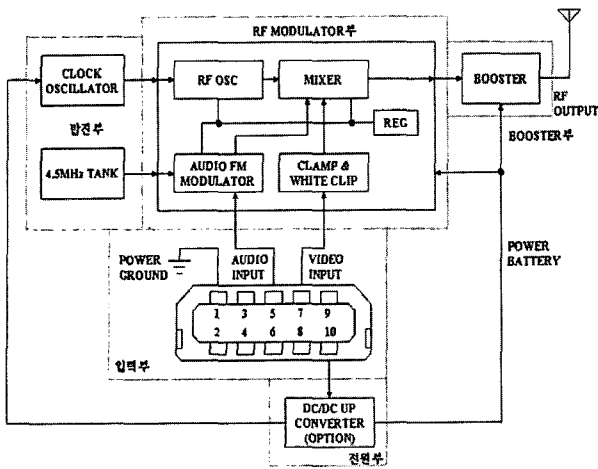 RF MODULATOR부
CLOCK
OSCILLATOR
RF OSC
MIXER
BOOSTER
발진부
REG
RF
OUTPUT
BOOSTER부
4.5MHz TANK
AUDIO FM
MODULATOR
CLAMP &
WHITE CLIP
POWER
GROUND
AUDIO
INPUT
VIDEO
INPUT
POWER
BATTERY
1 3 5 7 9
2 4 6 8 10
입력부
DC/DC UP
CONVERTER
(OPTION)
전원부